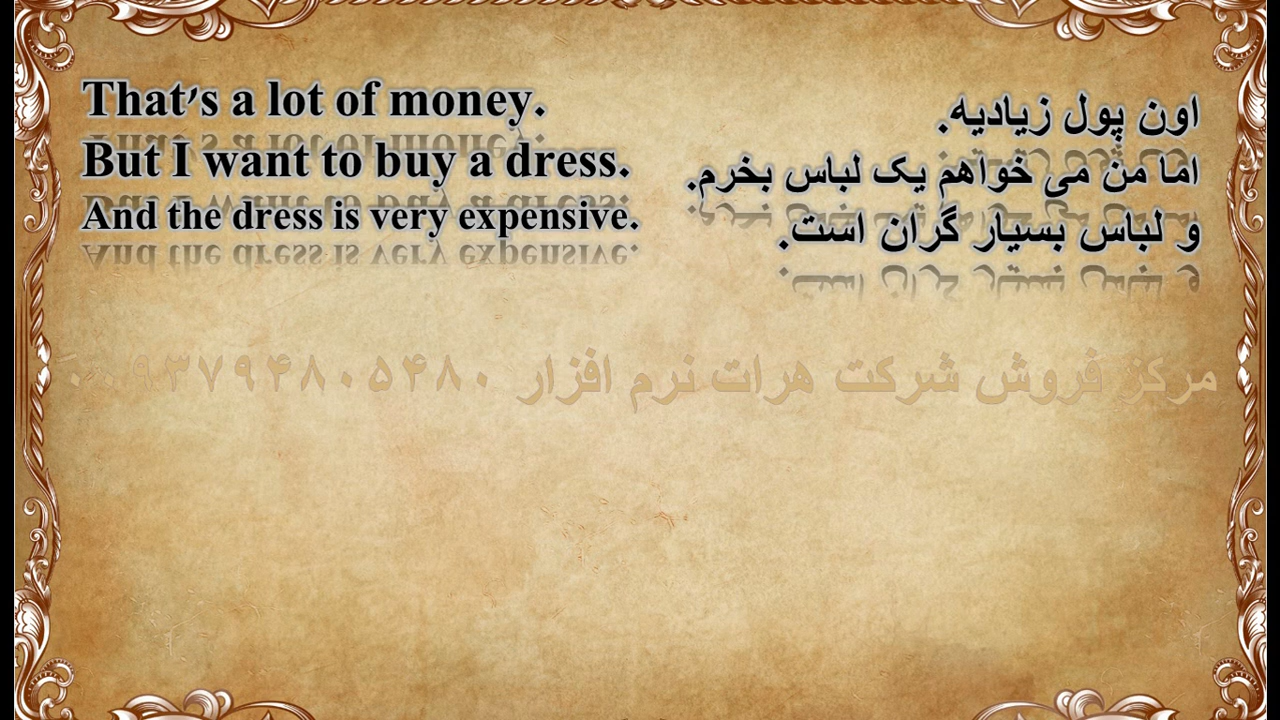 That's a lot of money.
But I want to buy a dress.
And the dress is very expensive.
اون پول زیادیه.
اما من می خواهم یک لباس بخرم.
و لباس بسیار گران است.
مرکز فروش شرکت هرات نرم افزار ۰۰۹۳۷۹۴۸۰۵۴۸۰